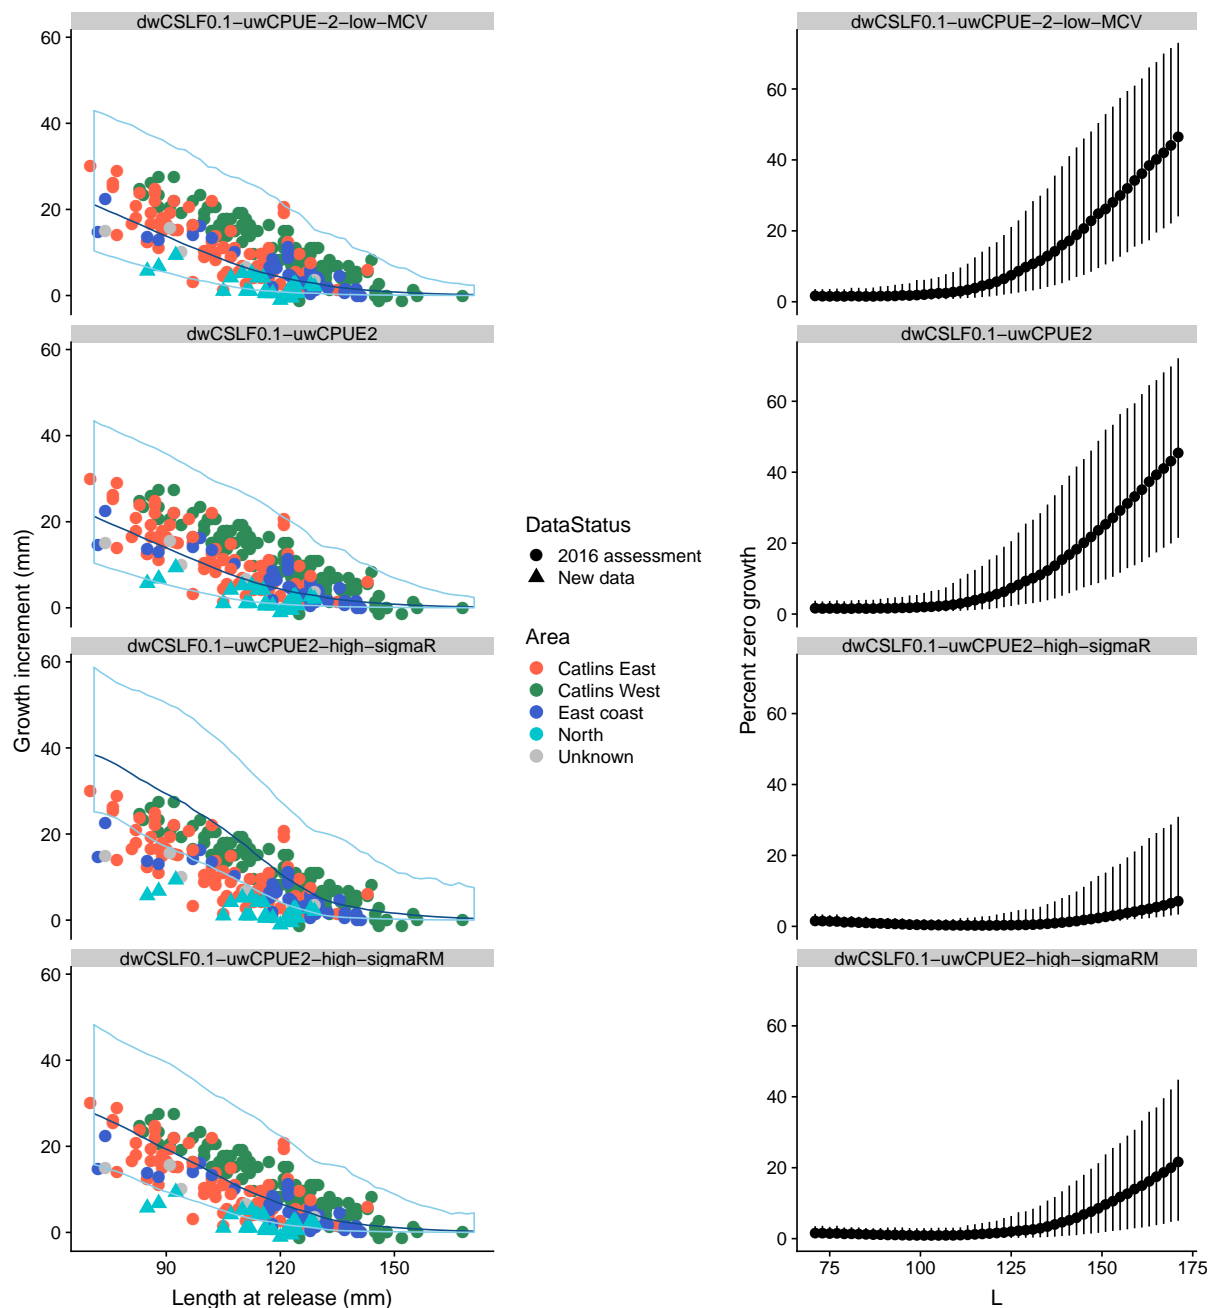 dwCSLF0.1−uwCPUE−2−low−MCV
60
40
20
0
dwCSLF0.1−uwCPUE2
60
40
20
0
dwCSLF0.1−uwCPUE2−high−sigmaR
60
40
20
0
dwCSLF0.1−uwCPUE2−high−sigmaRM
60
40
20
0
90 120 150
Length at release (mm)
Growth increment (mm)
DataStatus
2016 assessment
New data
Area
Catlins East
Catlins West
East coast
North
Unknown
dwCSLF0.1−uwCPUE−2−low−MCV
60
40
20
0
dwCSLF0.1−uwCPUE2
60
40
20
0
dwCSLF0.1−uwCPUE2−high−sigmaR
60
40
20
0
dwCSLF0.1−uwCPUE2−high−sigmaRM
60
40
20
0
75 100 125 150 175
L
Percent zero growth